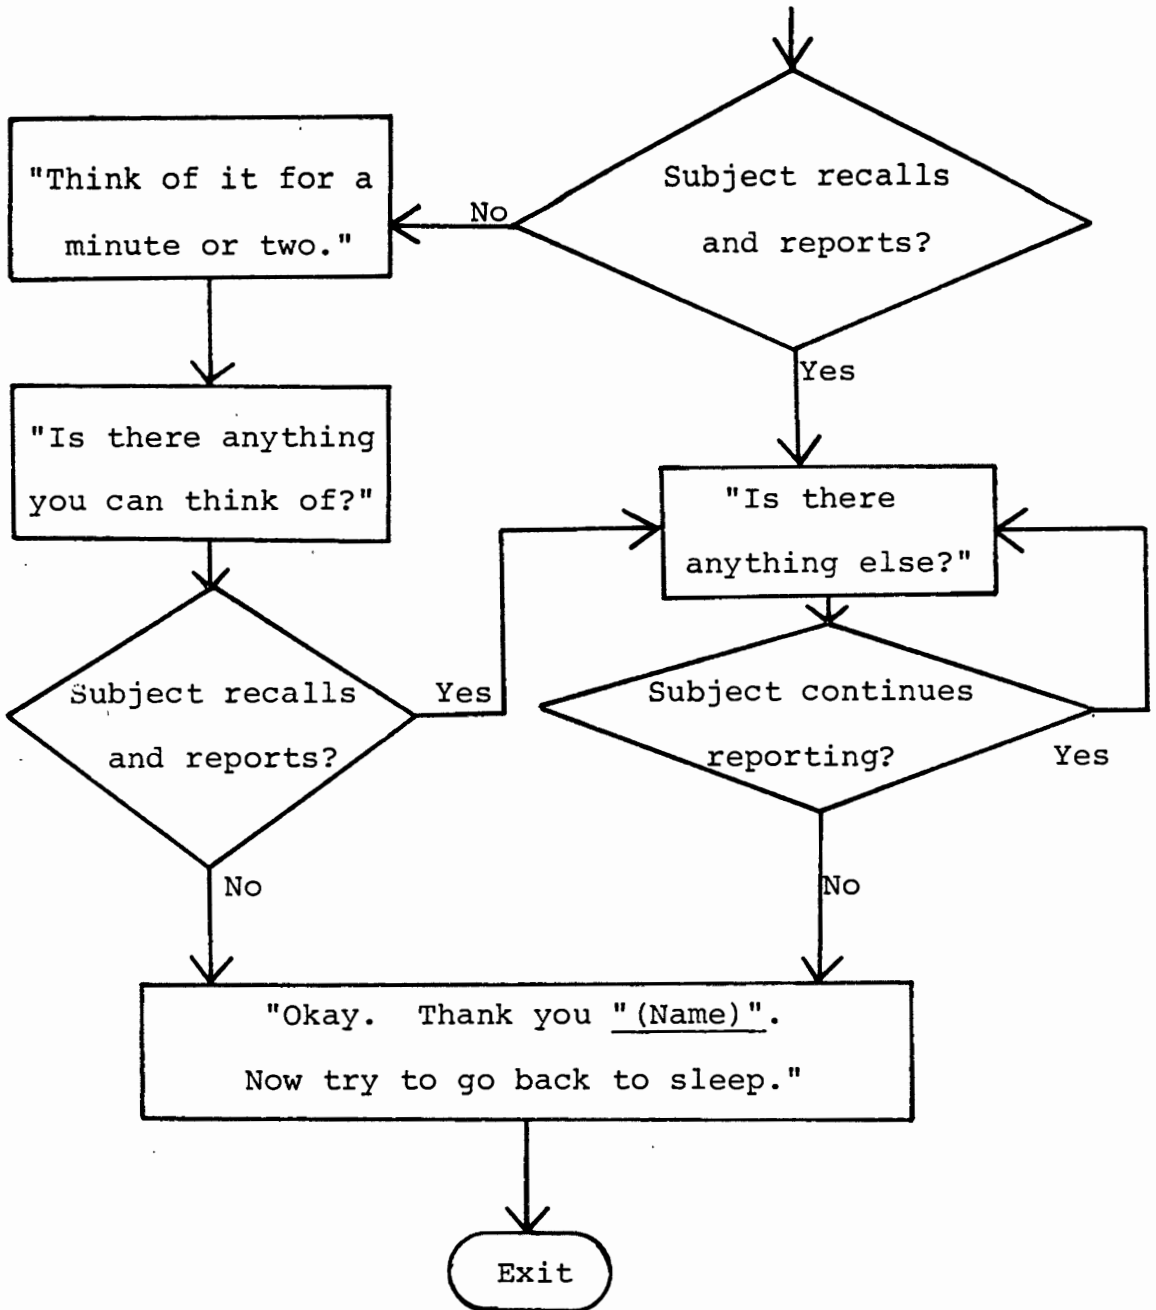 Subject recalls
and reports?
No
"Think of it for a
minute or two."
Yes
"Is there anything
you can think of?"
"Is there
anything else?"
Subject recalls
and reports?
Yes
Subject continues
reporting?
Yes
No
No
"Okay. Thank you "(Name)".
Now try to go back to sleep."
Exit